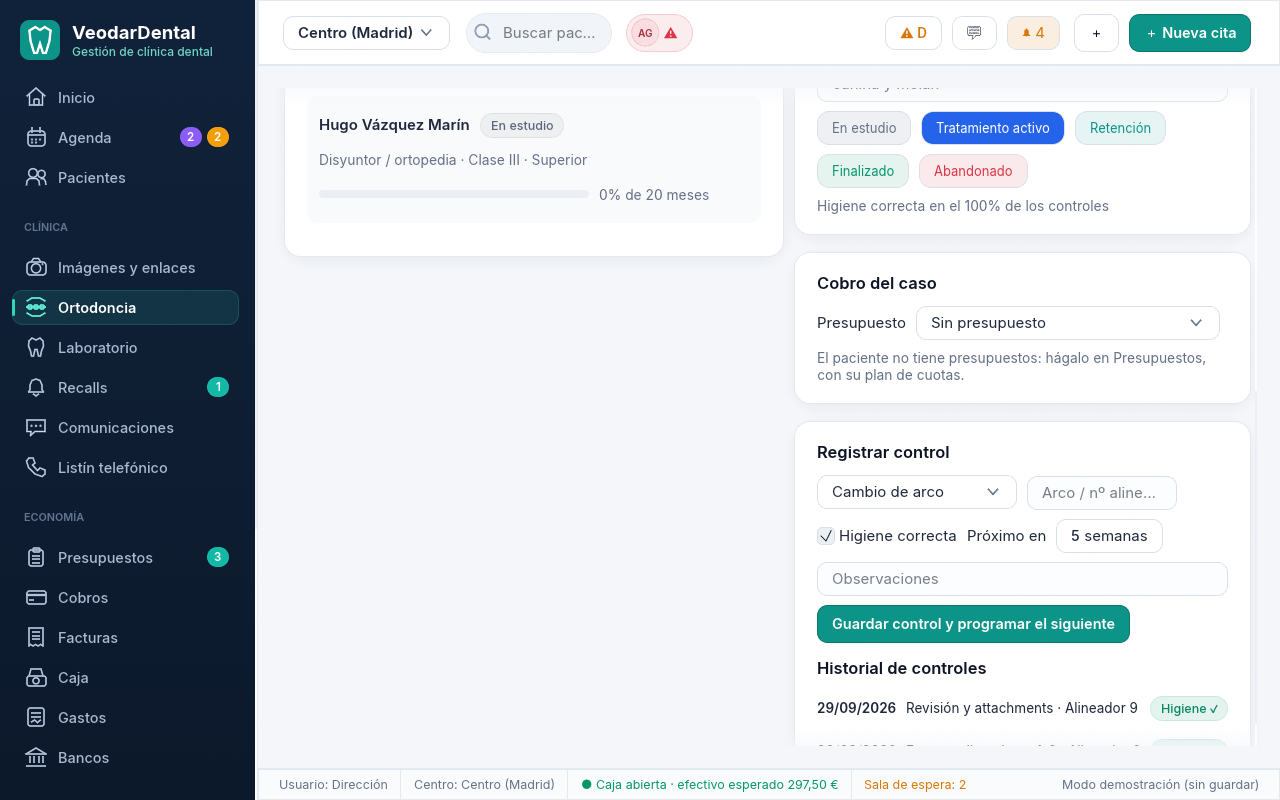 VeodarDental
Gestión de clínica dental
Inicio
Agenda 2 2
Pacientes
CLÍNICA
Imágenes y enlaces
Ortodoncia
Laboratorio
Recalls 1
Comunicaciones
Listín telefónico
ECONOMÍA
Presupuestos 3
Cobros
Facturas
Caja
Gastos
Bancos
Centro (Madrid) Buscar pac... AG D 4 + + Nueva cita
Hugo Vázquez Marín En estudio
Disyuntor / ortopedia · Clase III · Superior
0% de 20 meses
En estudio Tratamiento activo Retención
Finalizado Abandonado
Higiene correcta en el 100% de los controles
Cobro del caso
Presupuesto Sin presupuesto
El paciente no tiene presupuestos: hágalo en Presupuestos,
con su plan de cuotas.
Registrar control
Cambio de arco Arco / nº aline...
Higiene correcta Próximo en 5 semanas
Observaciones
Guardar control y programar el siguiente
Historial de controles
29/09/2026 Revisión y attachments · Alineador 9 Higiene ✓
Usuario: Dirección Centro: Centro (Madrid) Caja abierta · efectivo esperado 297,50 € Sala de espera: 2 Modo demostración (sin guardar)